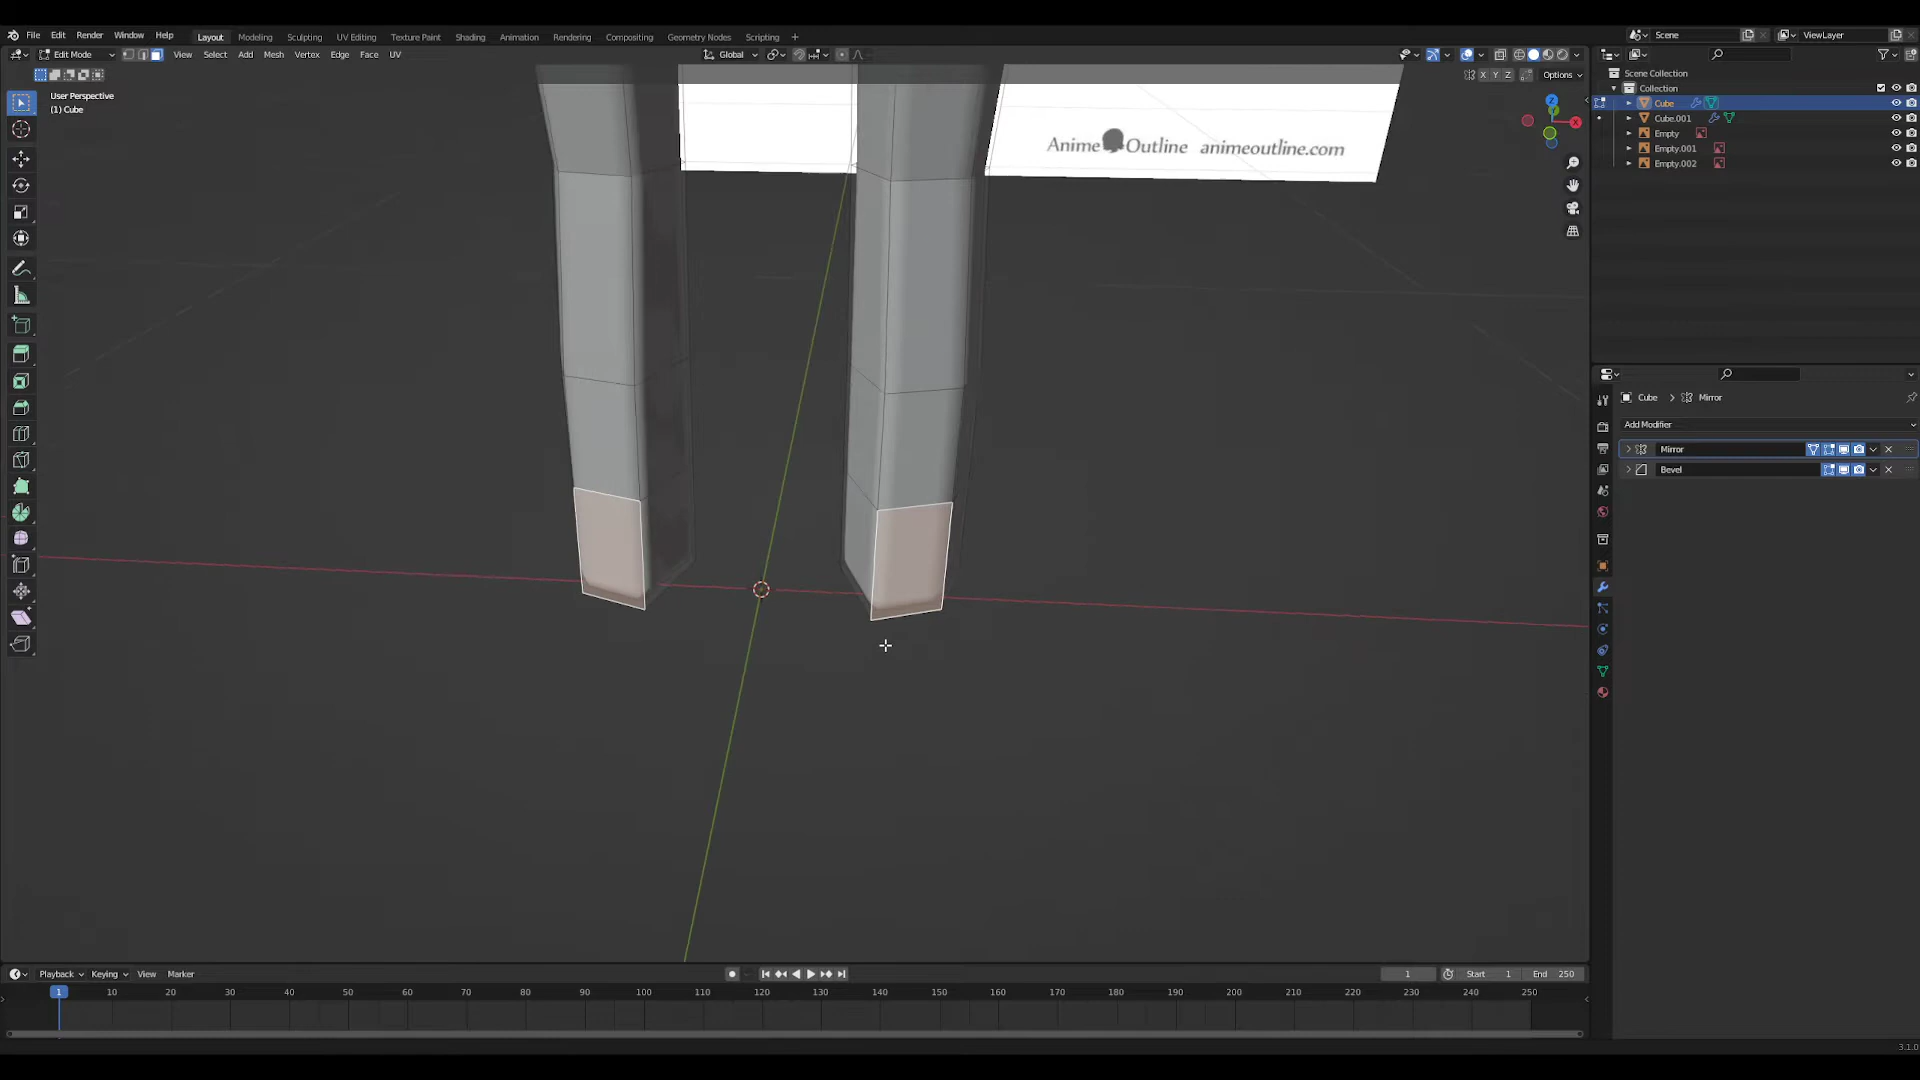 File Edit Render Window Help Layout Modeling Sculpting UV Editing Texture Paint Shading Animation Rendering Compositing Geometry Nodes Scripting + Scene ViewLayer
Edit Mode View Select Add Mesh Vertex Edge Face UV Global
X Y Z Options
User Perspective
(1) Cube
Anime Outline animeoutline.com
Z
X
Scene Collection
Collection
Cube
Cube.001
Empty
Empty.001
Empty.002
Cube > Mirror
Add Modifier
Mirror
Bevel
Playback Keying View Marker 1 Start 1 End 250
1 10 20 30 40 50 60 70 80 90 100 110 120 130 140 150 160 170 180 190 200 210 220 230 240 250
3.1.0